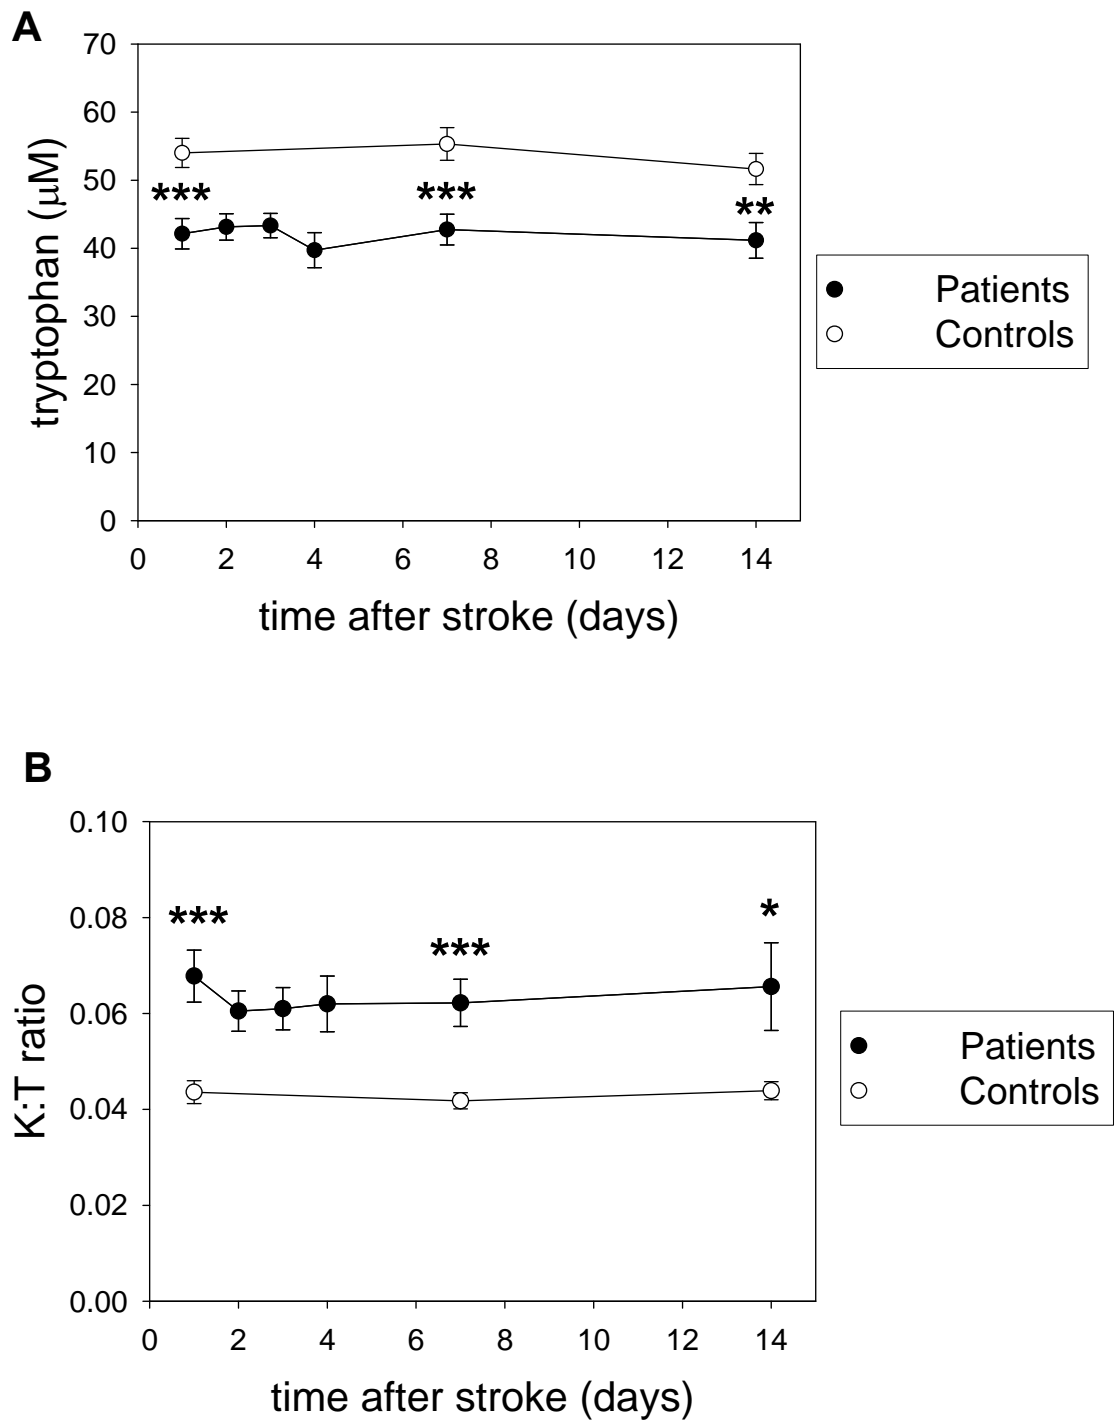 A
70
60
50
40
30
20
10
0
tryptophan (μM)
*** *** **
0 2 4 6 8 10 12 14
time after stroke (days)
Patients
Controls
B
0.10
0.08
0.06
0.04
0.02
0.00
K:T ratio
*** *** *
0 2 4 6 8 10 12 14
time after stroke (days)
Patients
Controls